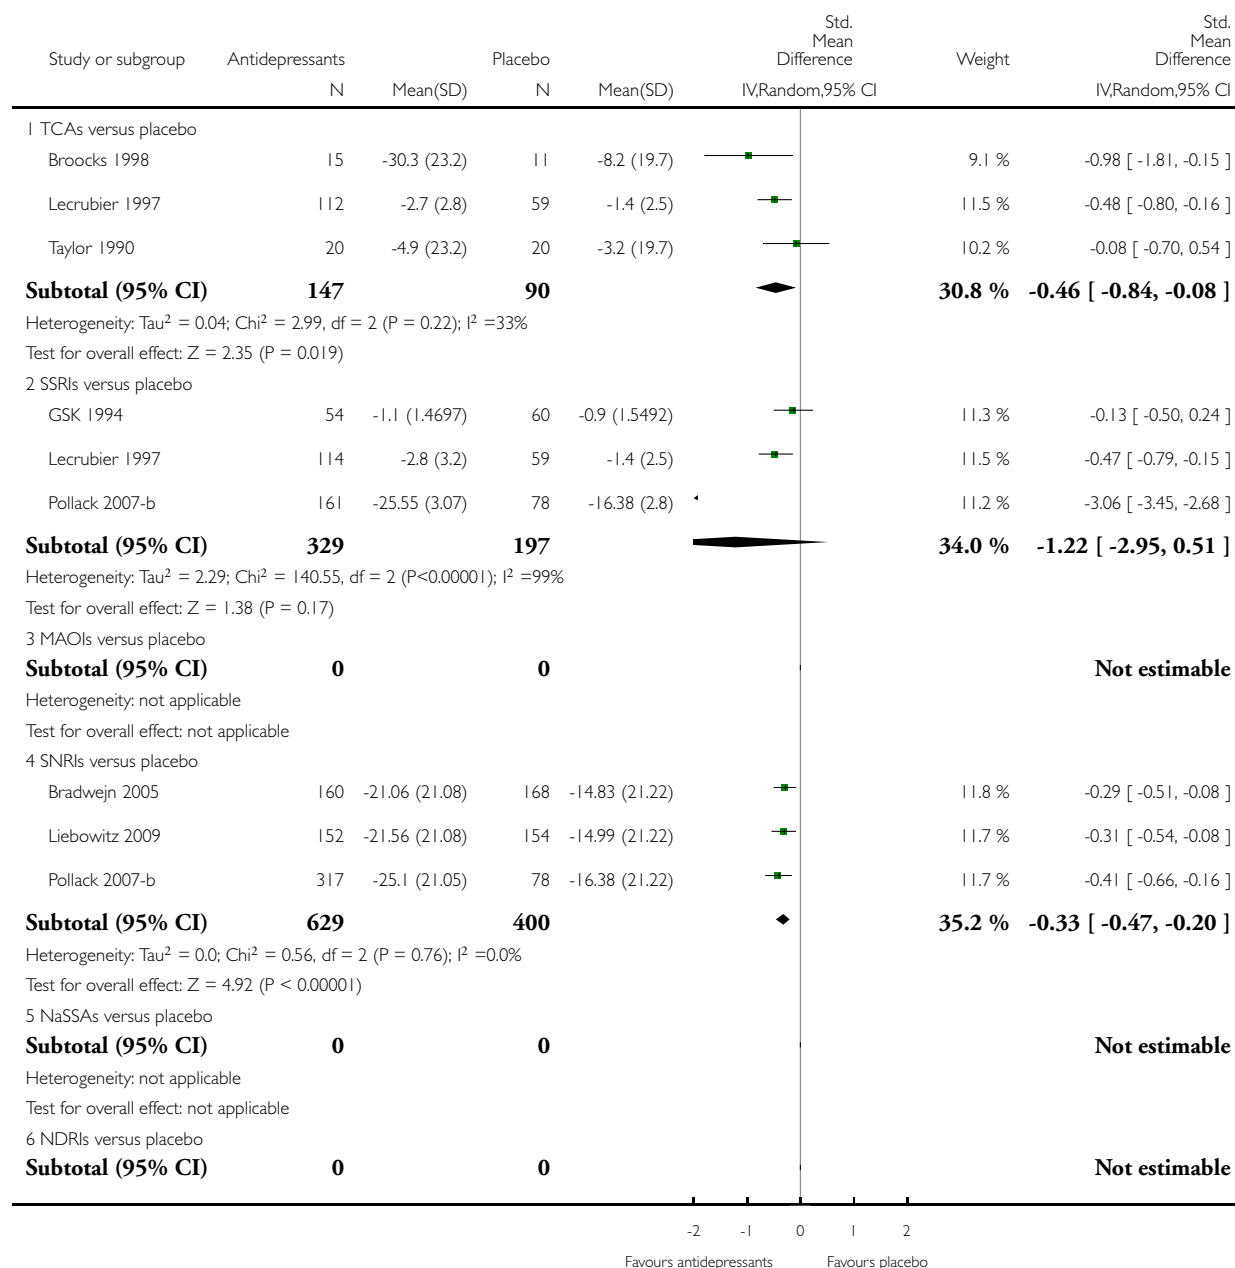 Std.
Mean
Difference
Std.
Mean
Difference
Study or subgroup Antidepressants Placebo Weight
N Mean(SD) N Mean(SD) IV,Random,95% CI IV,Random,95% CI
1 TCAs versus placebo
Broocks 1998 15 -30.3 (23.2) 11 -8.2 (19.7) 9.1 % -0.98 [ -1.81, -0.15 ]
Lecrubier 1997 112 -2.7 (2.8) 59 -1.4 (2.5) 11.5 % -0.48 [ -0.80, -0.16 ]
Taylor 1990 20 -4.9 (23.2) 20 -3.2 (19.7) 10.2 % -0.08 [ -0.70, 0.54 ]
Subtotal (95% CI) 147 90 30.8 % -0.46 [ -0.84, -0.08 ]
Heterogeneity: Tau² = 0.04; Chi² = 2.99, df = 2 (P = 0.22); I² =33%
Test for overall effect: Z = 2.35 (P = 0.019)
2 SSRIs versus placebo
GSK 1994 54 -1.1 (1.4697) 60 -0.9 (1.5492) 11.3 % -0.13 [ -0.50, 0.24 ]
Lecrubier 1997 114 -2.8 (3.2) 59 -1.4 (2.5) 11.5 % -0.47 [ -0.79, -0.15 ]
Pollack 2007-b 161 -25.55 (3.07) 78 -16.38 (2.8) 11.2 % -3.06 [ -3.45, -2.68 ]
Subtotal (95% CI) 329 197 34.0 % -1.22 [ -2.95, 0.51 ]
Heterogeneity: Tau² = 2.29; Chi² = 140.55, df = 2 (P<0.00001); I² =99%
Test for overall effect: Z = 1.38 (P = 0.17)
3 MAOIs versus placebo
Subtotal (95% CI) 0 0 Not estimable
Heterogeneity: not applicable
Test for overall effect: not applicable
4 SNRIs versus placebo
Bradwejn 2005 160 -21.06 (21.08) 168 -14.83 (21.22) 11.8 % -0.29 [ -0.51, -0.08 ]
Liebowitz 2009 152 -21.56 (21.08) 154 -14.99 (21.22) 11.7 % -0.31 [ -0.54, -0.08 ]
Pollack 2007-b 317 -25.1 (21.05) 78 -16.38 (21.22) 11.7 % -0.41 [ -0.66, -0.16 ]
Subtotal (95% CI) 629 400 35.2 % -0.33 [ -0.47, -0.20 ]
Heterogeneity: Tau² = 0.0; Chi² = 0.56, df = 2 (P = 0.76); I² =0.0%
Test for overall effect: Z = 4.92 (P < 0.00001)
5 NaSSAs versus placebo
Subtotal (95% CI) 0 0 Not estimable
Heterogeneity: not applicable
Test for overall effect: not applicable
6 NDRIs versus placebo
Subtotal (95% CI) 0 0 Not estimable
-2 -1 0 1 2
Favours antidepressants Favours placebo